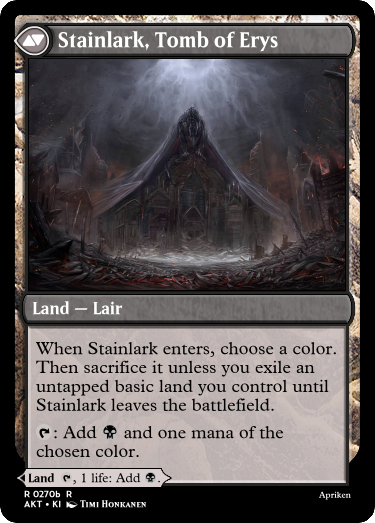 Stainlark, Tomb of Erys
Land — Lair
When Stainlark enters, choose a color.
Then sacrifice it unless you exile an
untapped basic land you control until
Stainlark leaves the battlefield.
: Add and one mana of the
chosen color.
Land , 1 life: Add .
R 0270b R
AKT • KI Timi Honkanen
Apriken